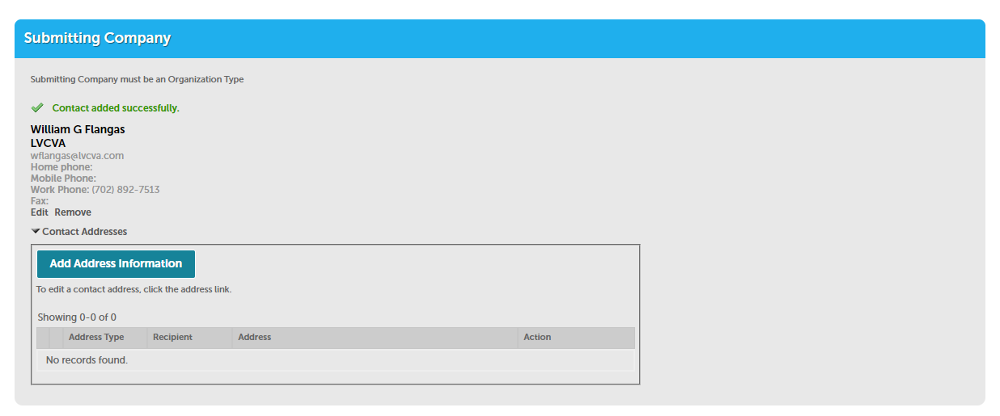 Submitting Company
Submitting Company must be an Organization Type
Contact added successfully.
William G Flangas
LVCVA
wflangas@lvcva.com
Home phone:
Mobile Phone:
Work Phone: (702) 892-7513
Fax:
Edit Remove
Contact Addresses
Add Address Information
To edit a contact address, click the address link.
Showing 0-0 of 0
Address Type Recipient Address Action
No records found.